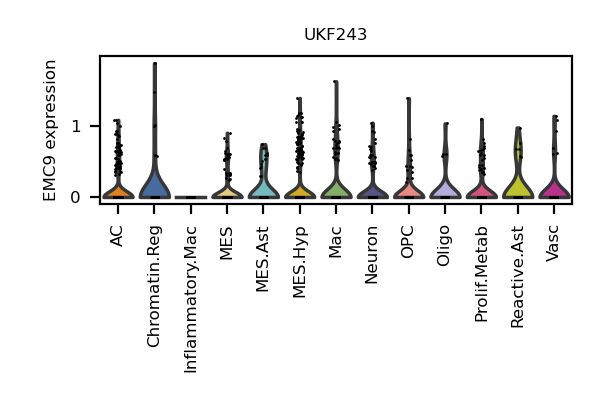 UKF243
EMC9 expression
1
0
AC
Chromatin.Reg
Inflammatory.Mac
MES
MES.Ast
MES.Hyp
Mac
Neuron
OPC
Oligo
Prolif.Metab
Reactive.Ast
Vasc